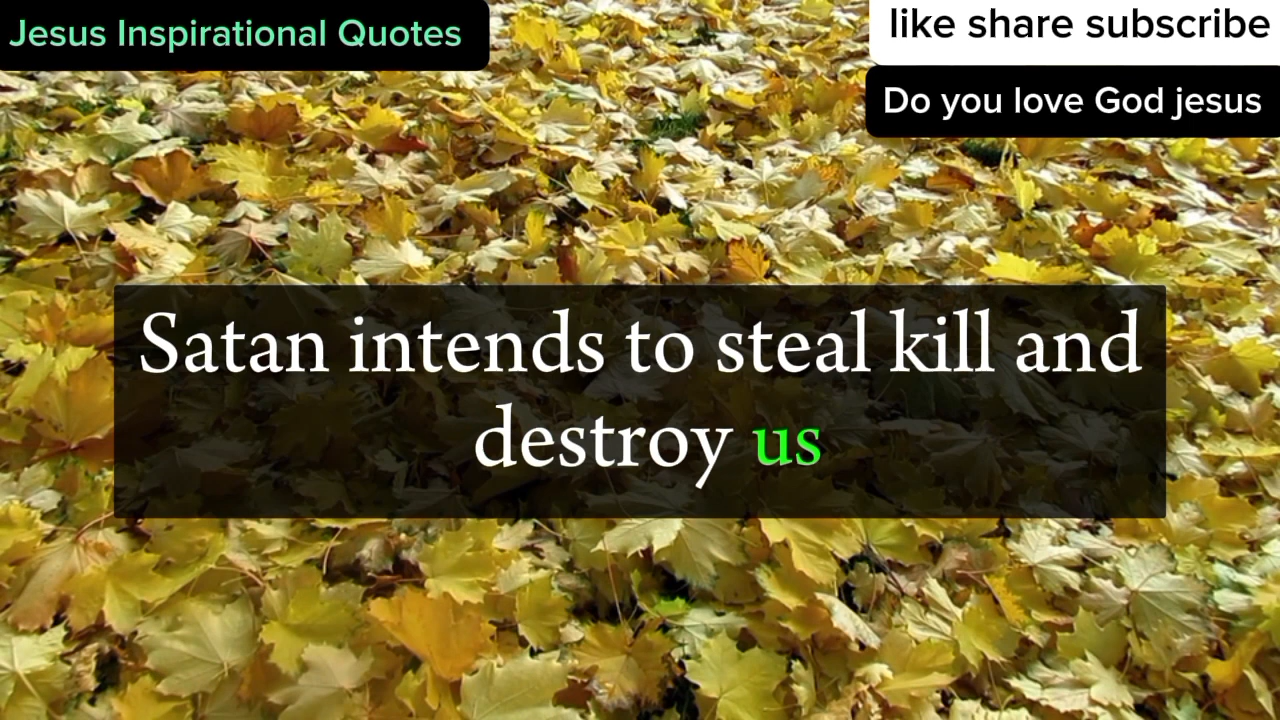 Jesus Inspirational Quotes
like share subscribe
Do you love God jesus
Satan intends to steal kill and
destroy us